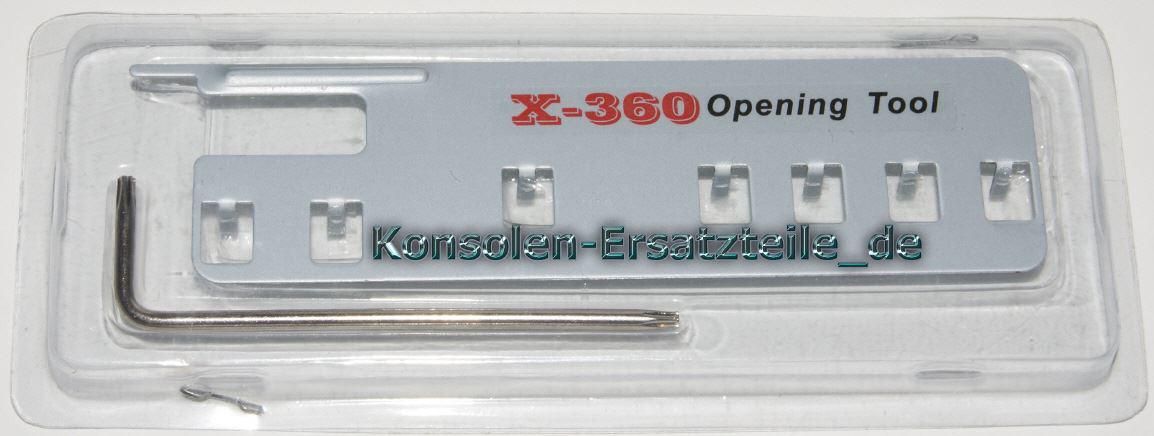 X-360 Opening Tool
Konsolen-Ersatzteile_de